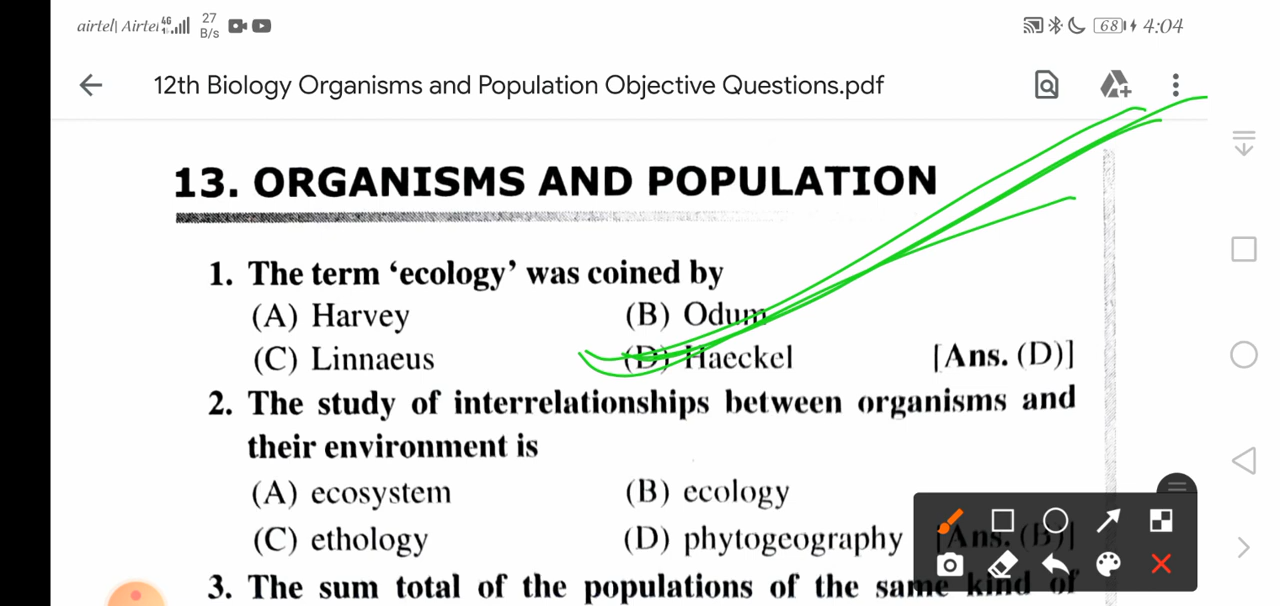 airtel| Airtel 4G 27 B/s 68 4:04
12th Biology Organisms and Population Objective Questions.pdf
13. ORGANISMS AND POPULATION
1. The term ‘ecology’ was coined by
(A) Harvey (B) Odum
(C) Linnaeus (D) Haeckel [Ans. (D)]
2. The study of interrelationships between organisms and
their environment is
(A) ecosystem (B) ecology
(C) ethology (D) phytogeography [Ans. (B)]
3. The sum total of the populations of the same kind of